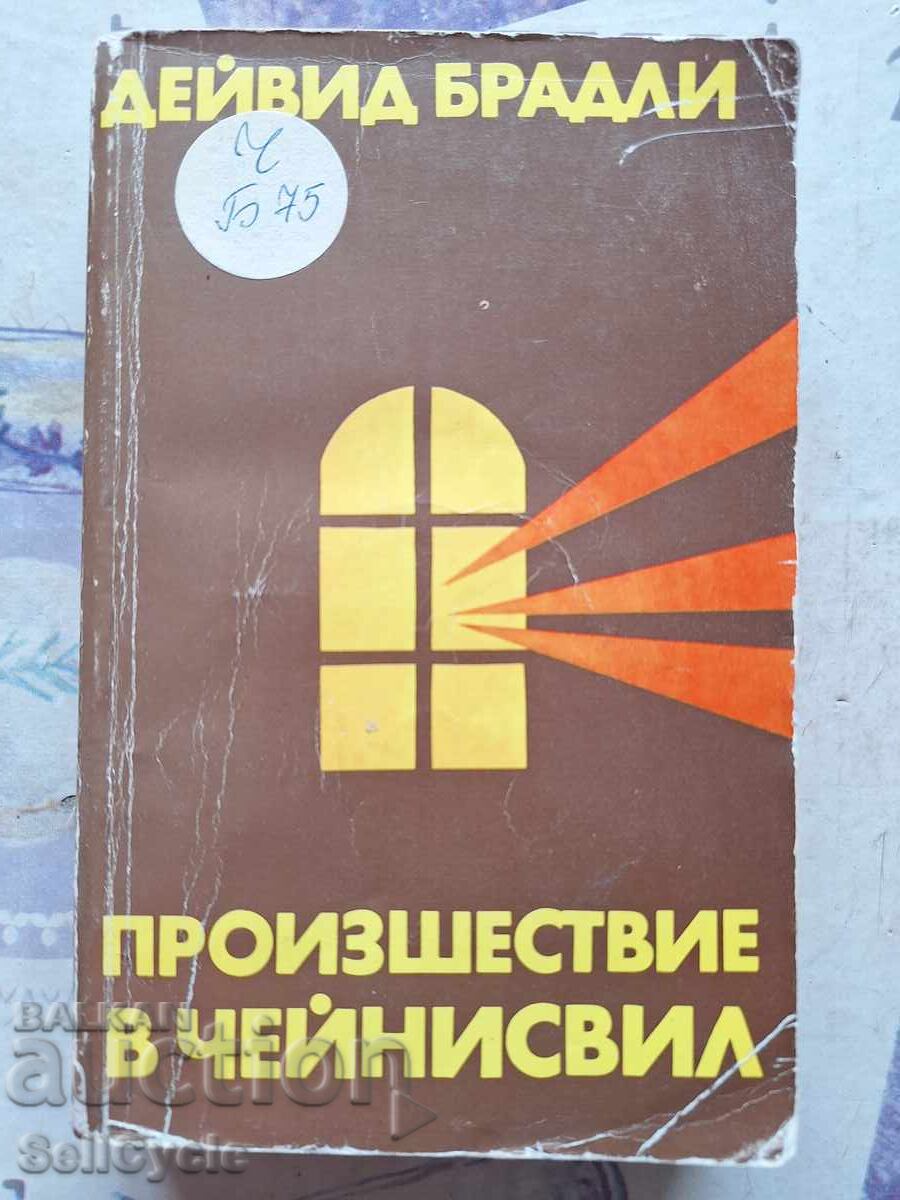 ДЕЙВИД БРАДЛИ
Ч
Б 75
ПРОИЗШЕСТВИЕ
В ЧЕЙНИСВИЛ
BALKAN
auction
SellCycle